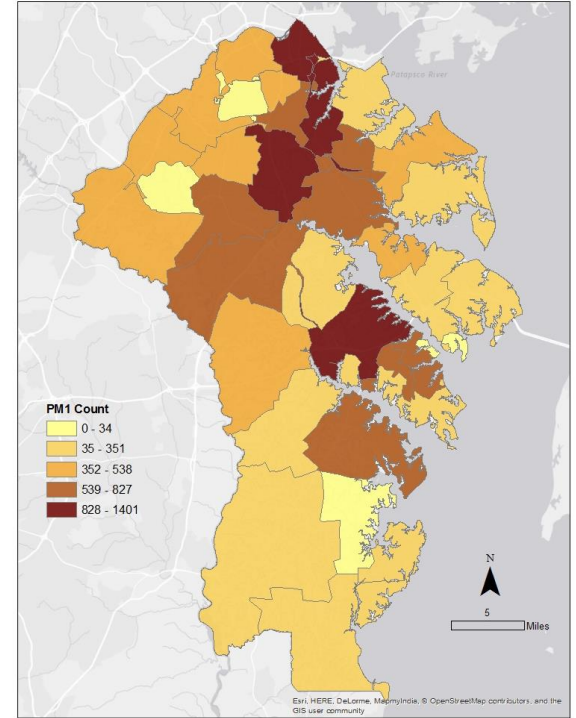 Patapsco River
PM1 Count
0 - 34
35 - 351
352 - 538
539 - 827
828 - 1401
N
5
Miles
Esri, HERE, DeLorme, MapmyIndia, © OpenStreetMap contributors, and the
GIS user community